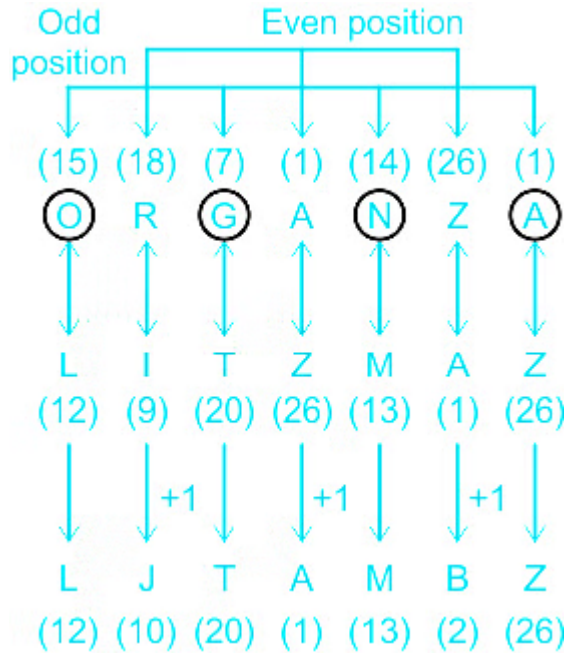 Odd Even position
position
(15) (18) (7) (1) (14) (26) (1)
O R G A N Z A
L I T Z M A Z
(12) (9) (20) (26) (13) (1) (26)
+1 +1 +1
L J T A M B Z
(12) (10) (20) (1) (13) (2) (26)